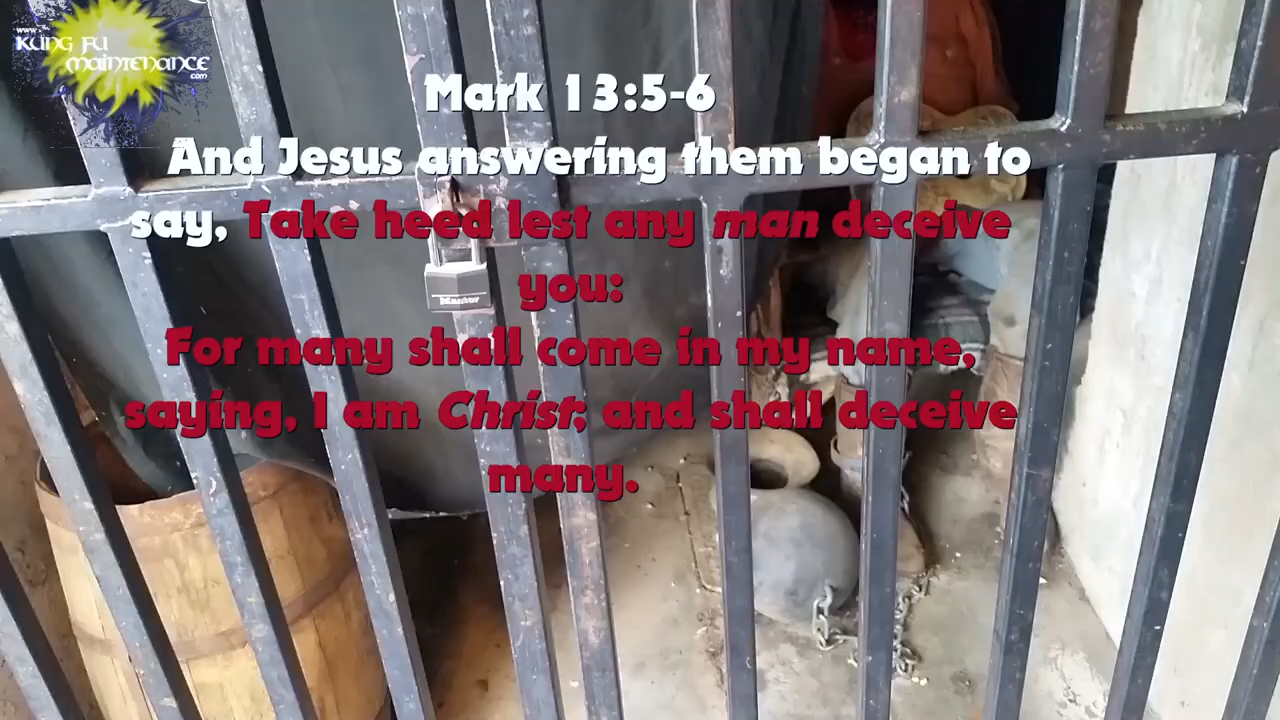 www.
KUNG FU
MAINTENANCE
.com
Mark 13:5-6
And Jesus answering them began to
say, Take heed lest any man deceive
you:
For many shall come in my name,
saying, I am Christ; and shall deceive
many.